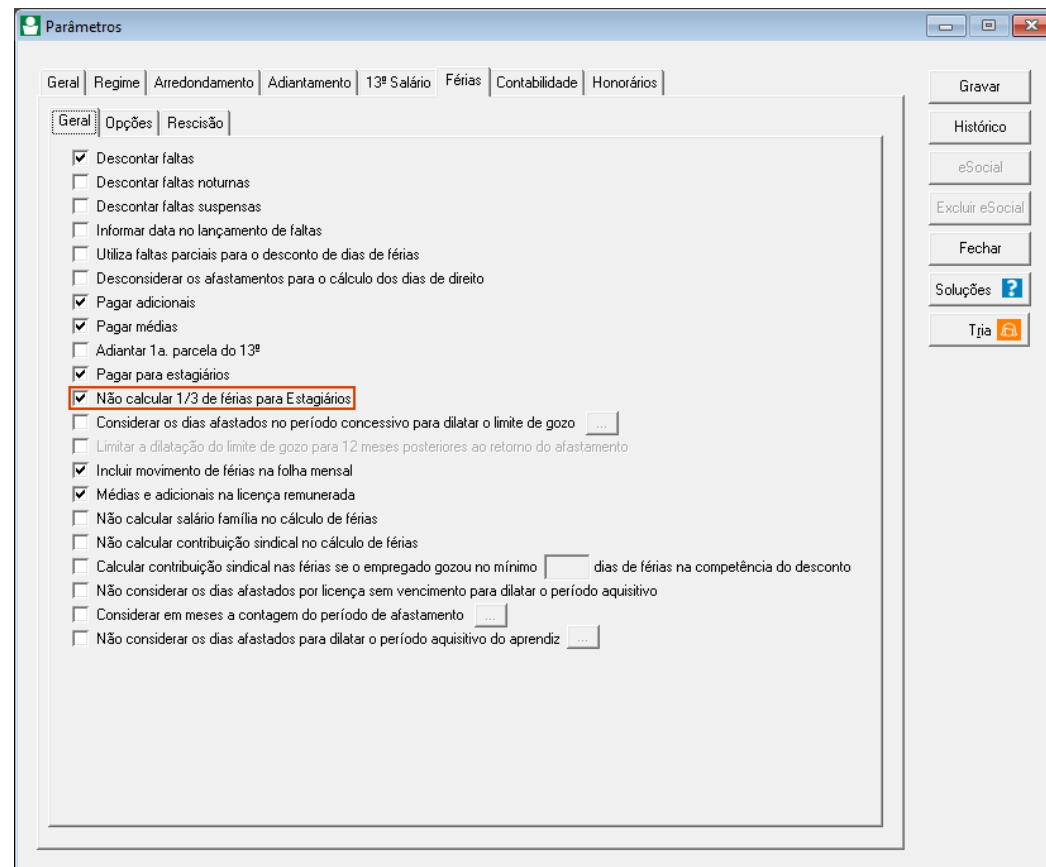 Parâmetros
Geral Regime Arredondamento Adiantamento 13º Salário Férias Contabilidade Honorários
Geral Opções Rescisão
Descontar faltas
Descontar faltas noturnas
Descontar faltas suspensas
Informar data no lançamento de faltas
Utiliza faltas parciais para o desconto de dias de férias
Desconsiderar os afastamentos para o cálculo dos dias de direito
Pagar adicionais
Pagar médias
Adiantar 1a. parcela do 13º
Pagar para estagiários
Não calcular 1/3 de férias para Estagiários
Considerar os dias afastados no período concessivo para dilatar o limite de gozo ...
Limitar a dilatação do limite de gozo para 12 meses posteriores ao retorno do afastamento
Incluir movimento de férias na folha mensal
Médias e adicionais na licença remunerada
Não calcular salário família no cálculo de férias
Não calcular contribuição sindical no cálculo de férias
Calcular contribuição sindical nas férias se o empregado gozou no mínimo dias de férias na competência do desconto
Não considerar os dias afastados por licença sem vencimento para dilatar o período aquisitivo
Considerar em meses a contagem do período de afastamento ...
Não considerar os dias afastados para dilatar o período aquisitivo do aprendiz ...
Gravar
Histórico
eSocial
Excluir eSocial
Fechar
Soluções ?
Tria